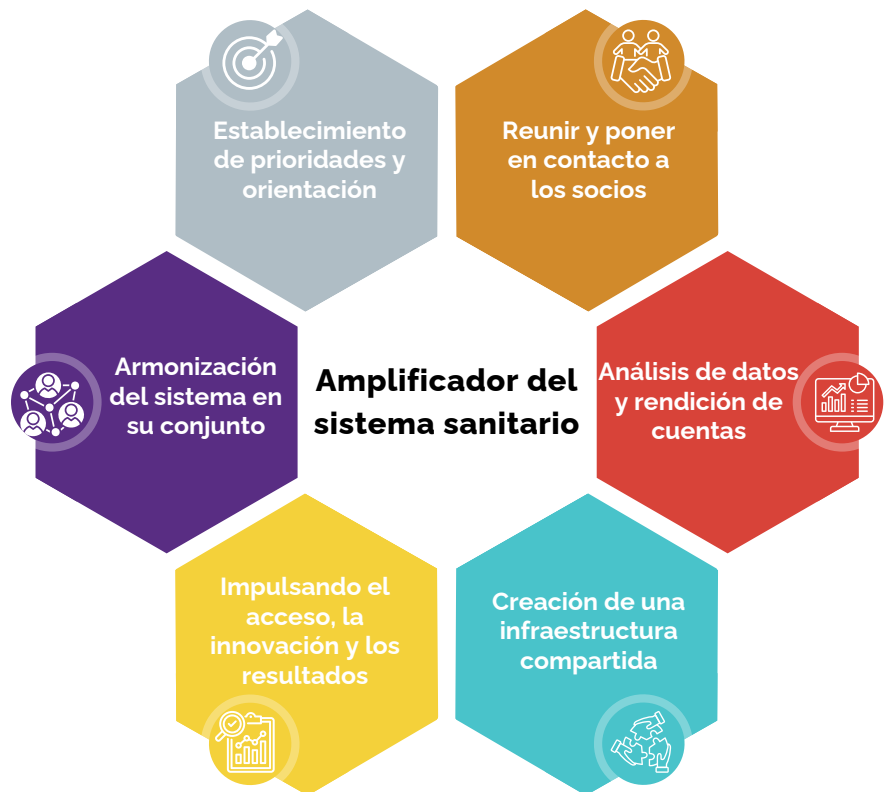 Establecimiento
de prioridades y
orientación
Reunir y poner
en contacto a
los socios
Armonización
del sistema en
su conjunto
Amplificador del
sistema sanitario
Análisis de datos
y rendición de
cuentas
Impulsando el
acceso, la
innovación y los
resultados
Creación de una
infraestructura
compartida